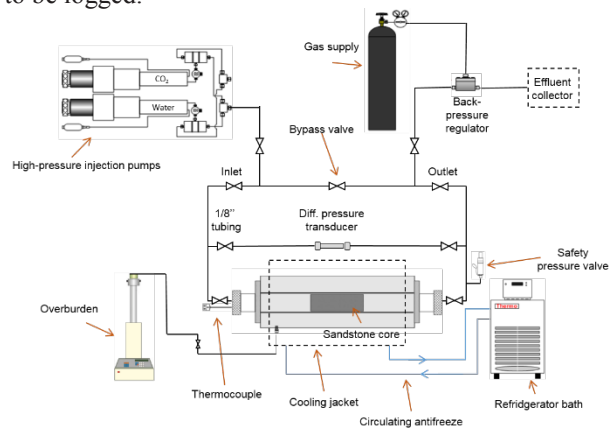 to be logged.
Gas supply
CO2
Water
Effluent
collector
Back-
pressure
regulator
Bypass valve
High-pressure injection pumps
Inlet
Outlet
1/8’’
tubing
Diff. pressure
transducer
Safety
pressure valve
Overburden
Thermo
Sandstone core
Thermocouple
Cooling jacket
Refridgerator bath
Circulating antifreeze